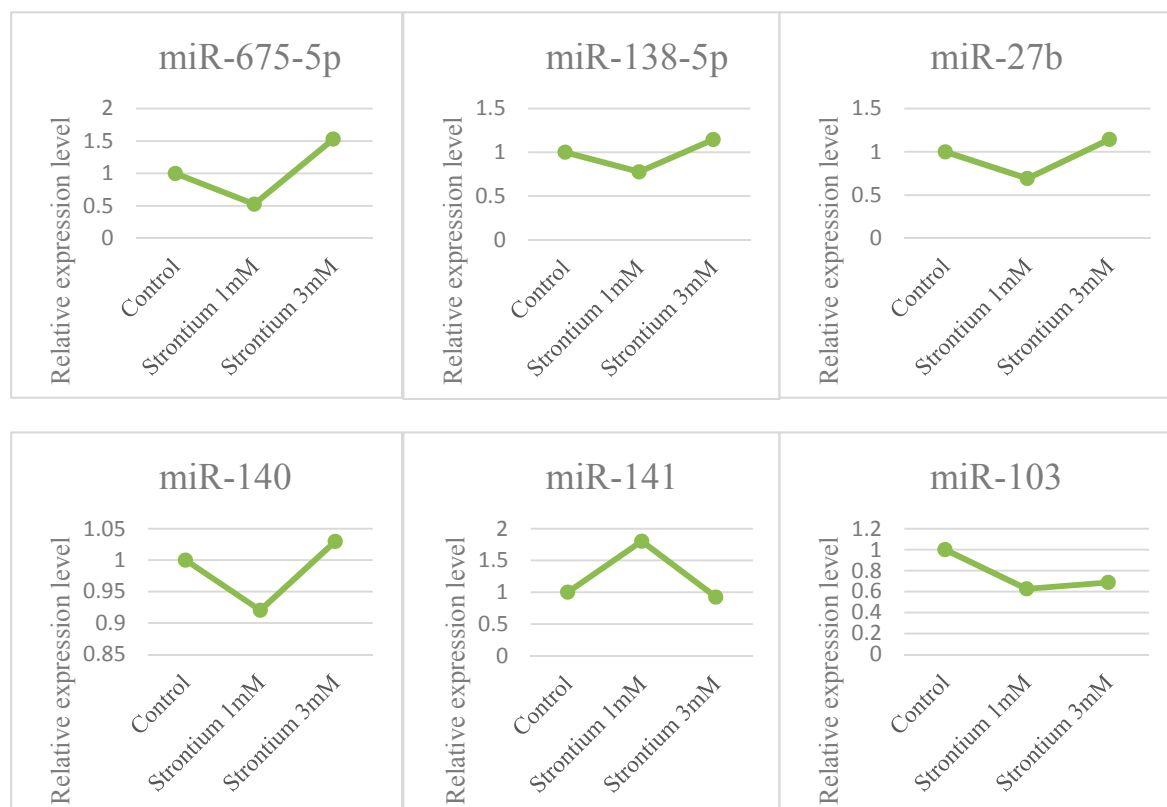 miR-675-5p
Relative expression level
2
1.5
1
0.5
0
Control
Strontium 1mM
Strontium 3mM
miR-138-5p
Relative expression level
1.5
1
0.5
0
Control
Strontium 1mM
Strontium 3mM
miR-27b
Relative expression level
1.5
1
0.5
0
Control
Strontium 1mM
Strontium 3mM
miR-140
Relative expression level
1.05
1
0.95
0.9
0.85
Control
Strontium 1mM
Strontium 3mM
miR-141
Relative expression level
2
1.5
1
0.5
0
Control
Strontium 1mM
Strontium 3mM
miR-103
Relative expression level
1.2
1
0.8
0.6
0.4
0.2
0
Control
Strontium 1mM
Strontium 3mM